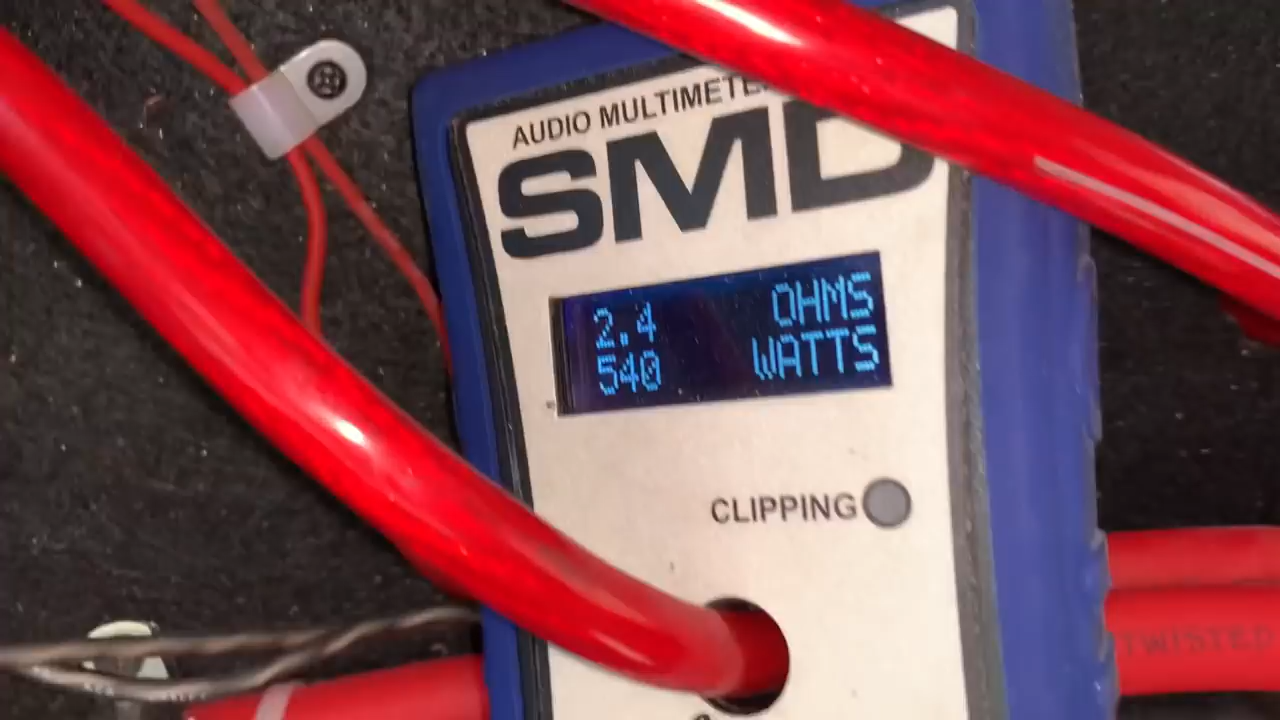 AUDIO MULTIMETE
SMD
2.4 OHMS
540 WATTS
CLIPPING
TWISTED